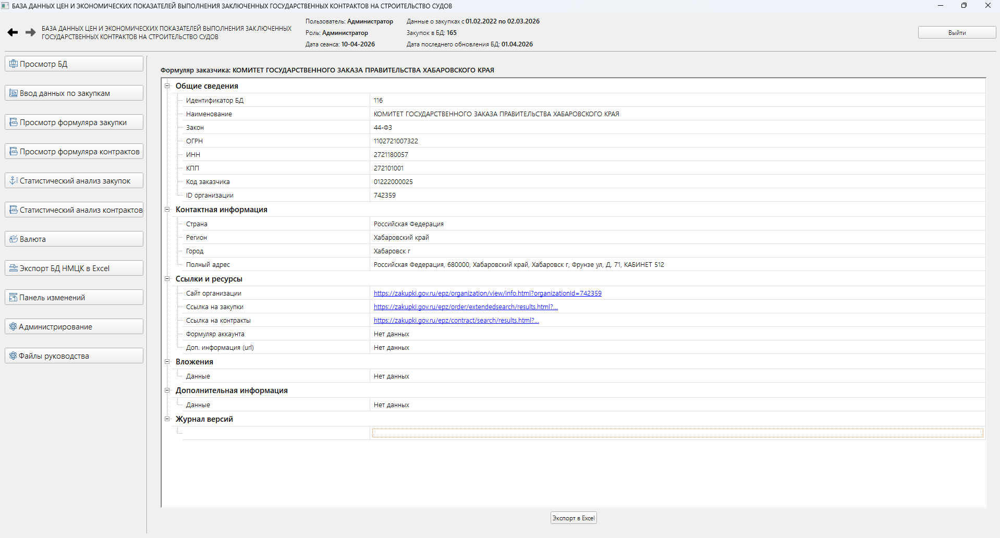 БАЗА ДАННЫХ ЦЕН И ЭКОНОМИЧЕСКИХ ПОКАЗАТЕЛЕЙ ВЫПОЛНЕНИЯ ЗАКЛЮЧЕННЫХ ГОСУДАРСТВЕННЫХ КОНТРАКТОВ НА СТРОИТЕЛЬСТВО СУДОВ
БАЗА ДАННЫХ ЦЕН И ЭКОНОМИЧЕСКИХ ПОКАЗАТЕЛЕЙ ВЫПОЛНЕНИЯ ЗАКЛЮЧЕННЫХ
ГОСУДАРСТВЕННЫХ КОНТРАКТОВ НА СТРОИТЕЛЬСТВО СУДОВ
Пользователь: Администратор
Роль: Администратор
Дата сеанса: 10-04-2026
Данные о закупках с 01.02.2022 по 02.03.2026
Закупок в БД: 165
Дата последнего обновления БД: 01.04.2026
Выйти
Просмотр БД
Ввод данных по закупкам
Просмотр формуляра закупки
Просмотр формуляра контрактов
Статистический анализ закупок
Статистический анализ контрактов
Валюта
Экспорт БД НМЦК в Excel
Панель изменений
Администрирование
Файлы руководства
Формуляр заказчика: КОМИТЕТ ГОСУДАРСТВЕННОГО ЗАКАЗА ПРАВИТЕЛЬСТВА ХАБАРОВСКОГО КРАЯ
Общие сведения
Идентификатор БД 116
Наименование КОМИТЕТ ГОСУДАРСТВЕННОГО ЗАКАЗА ПРАВИТЕЛЬСТВА ХАБАРОВСКОГО КРАЯ
Закон 44-ФЗ
ОГРН 1102721007322
ИНН 2721180057
КПП 272101001
Код заказчика 01222000025
ID организации 742359
Контактная информация
Страна Российская Федерация
Регион Хабаровский край
Город Хабаровск г
Полный адрес Российская Федерация, 680000, Хабаровский край, Хабаровск г, Фрунзе ул, Д. 71, КАБИНЕТ 512
Ссылки и ресурсы
Сайт организации https://zakupki.gov.ru/epz/organization/view/info.html?organizationId=742359
Ссылка на закупки https://zakupki.gov.ru/epz/order/extendedsearch/results.html?...
Ссылка на контракты https://zakupki.gov.ru/epz/contract/search/results.html?...
Формуляр аккаунта Нет данных
Доп. информация (url) Нет данных
Вложения
Данные Нет данных
Дополнительная информация
Данные Нет данных
Журнал версий
Экспорт в Excel